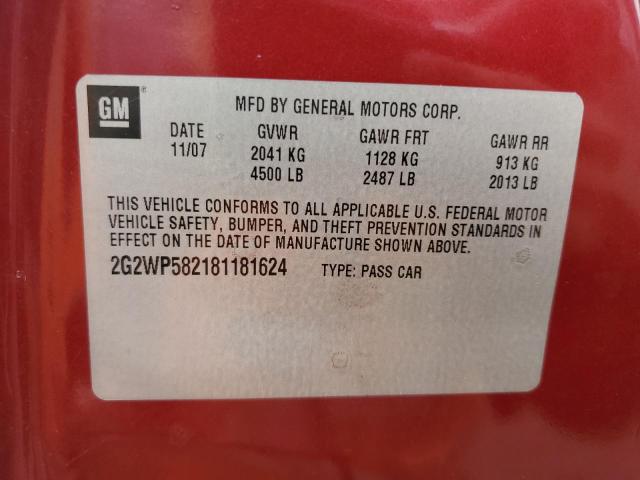 GM
MFD BY GENERAL MOTORS CORP.
DATE GVWR GAWR FRT GAWR RR
11/07 2041 KG 1128 KG 913 KG
4500 LB 2487 LB 2013 LB
THIS VEHICLE CONFORMS TO ALL APPLICABLE U.S. FEDERAL MOTOR
VEHICLE SAFETY, BUMPER, AND THEFT PREVENTION STANDARDS IN
EFFECT ON THE DATE OF MANUFACTURE SHOWN ABOVE.
2G2WP582181181624 TYPE: PASS CAR